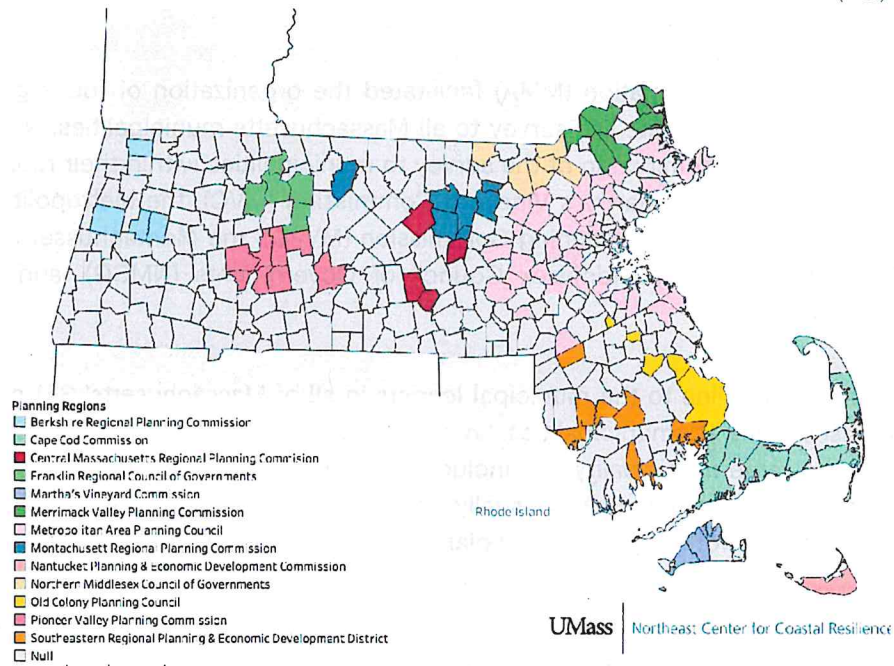 Planning Regions
Berkshire Regional Planning Commission
Cape Cod Commission
Central Massachusetts Regional Planning Commision
Franklin Regional Council of Governments
Martha's Vineyard Commission
Merrimack Valley Planning Commission
Metropolitan Area Planning Council
Montachusett Regional Planning Commission
Nantucket Planning & Economic Development Commission
Northern Middlesex Council of Governments
Old Colony Planning Council
Pioneer Valley Planning Commission
Southeastern Regional Planning & Economic Development District
Null
Rhode Island
UMass | Northeast Center for Coastal Resilience